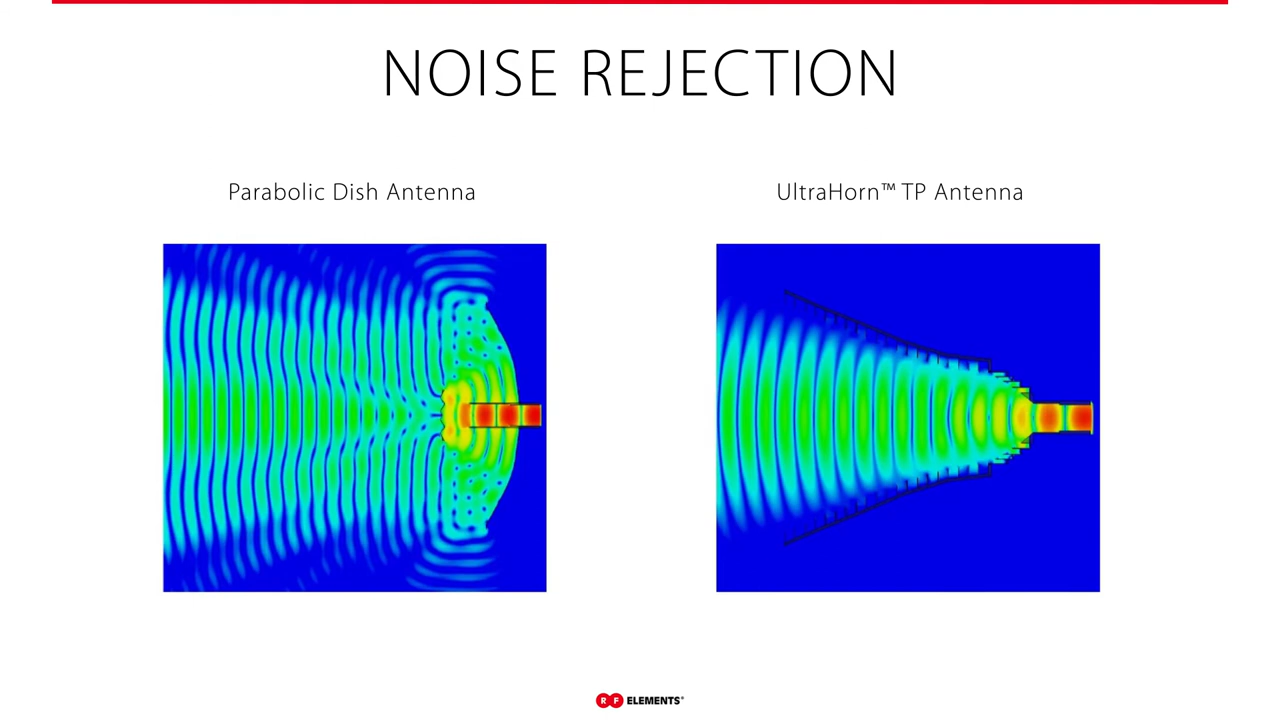 NOISE REJECTION
Parabolic Dish Antenna
UltraHorn™ TP Antenna
RF ELEMENTS®